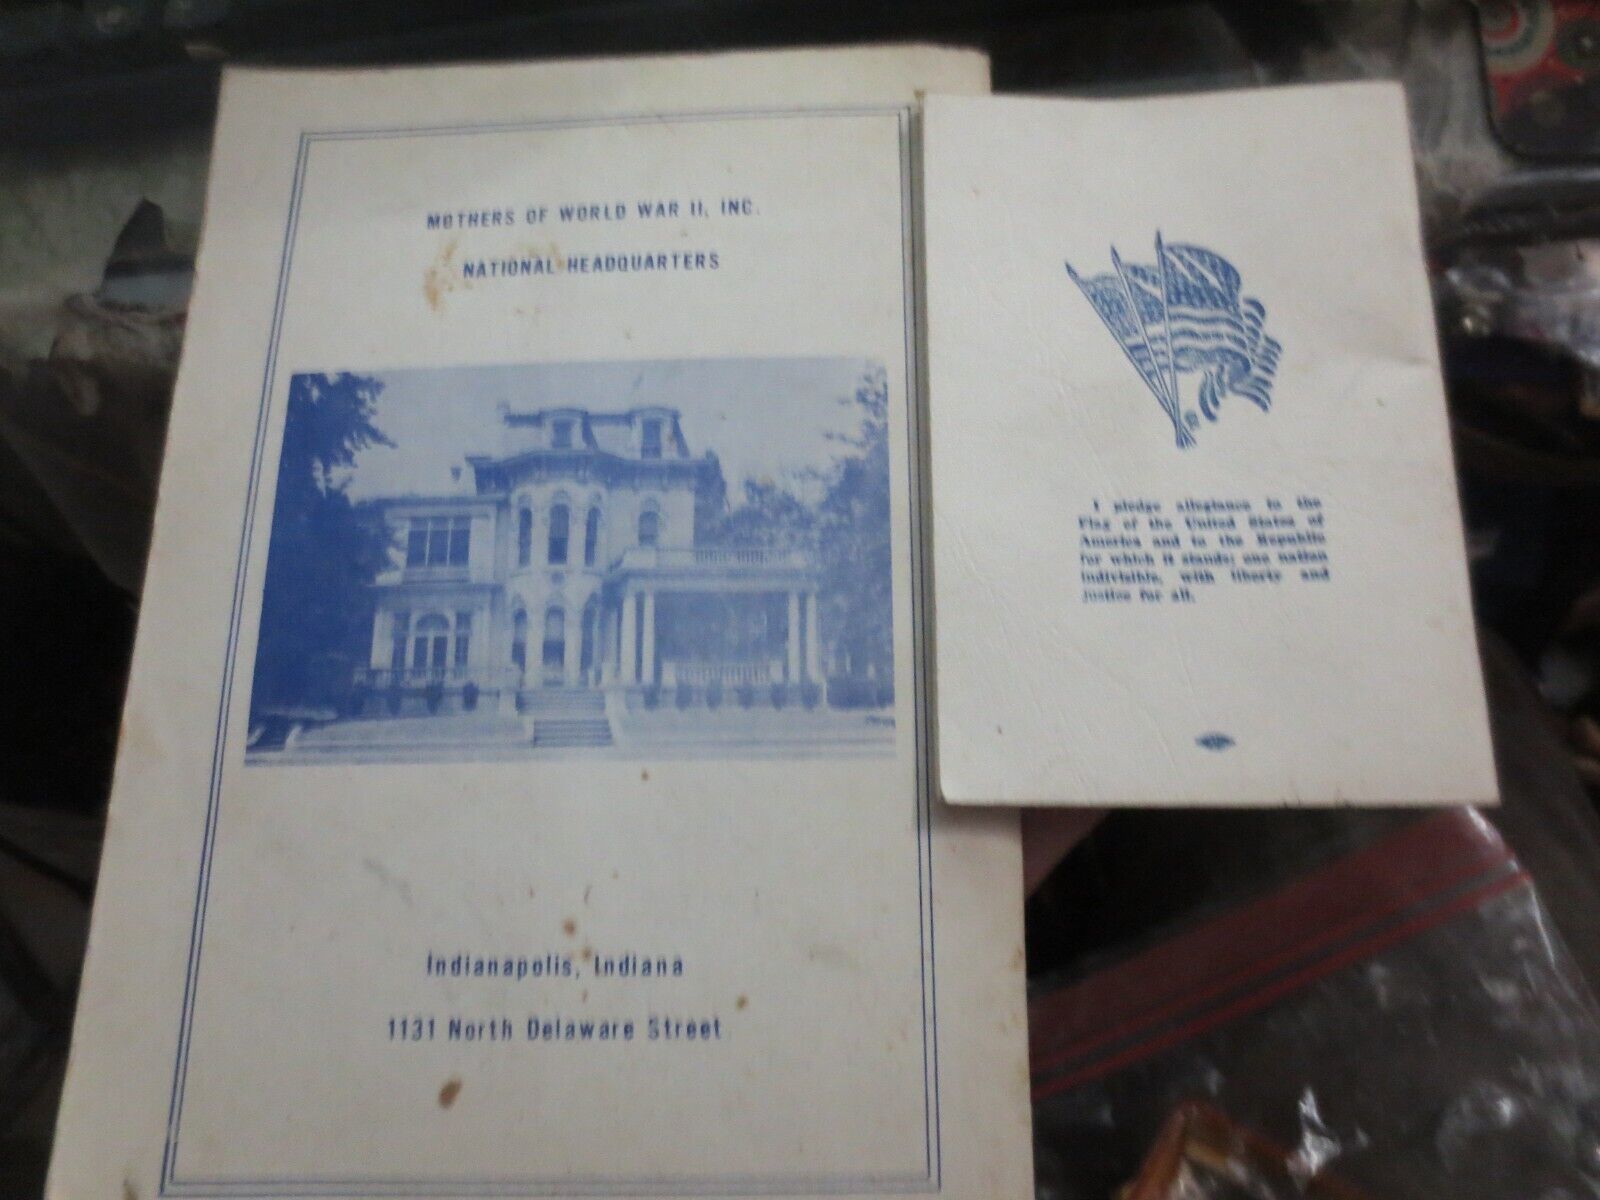 MOTHERS OF WORLD WAR II, INC.
NATIONAL HEADQUARTERS
Indianapolis, Indiana
1131 North Delaware Street
I pledge allegiance to the
Flag of the United States of
America and to the Republic
for which it stands; one nation
indivisible, with liberty and
justice for all.